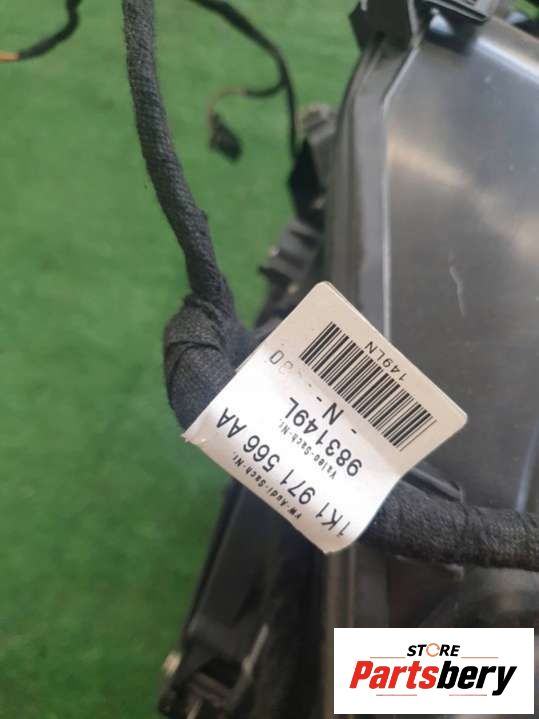 VW-Audi-Sach-Nr.
1K1 971 566 AA
Valeo-Sach-Nr.
983149L
- N -
149LN
STORE
Partsbery